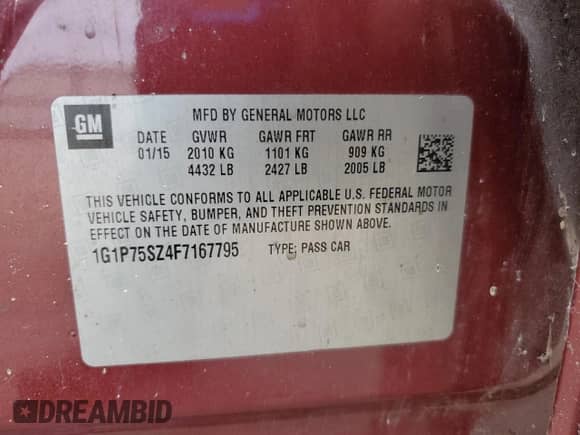 GM
MFD BY GENERAL MOTORS LLC
DATE GVWR GAWR FRT GAWR RR
01/15 2010 KG 1101 KG 909 KG
4432 LB 2427 LB 2005 LB
THIS VEHICLE CONFORMS TO ALL APPLICABLE U.S. FEDERAL MOTOR
VEHICLE SAFETY, BUMPER, AND THEFT PREVENTION STANDARDS IN
EFFECT ON THE DATE OF MANUFACTURE SHOWN ABOVE.
1G1P75SZ4F7167795 TYPE: PASS CAR
DREAMBID